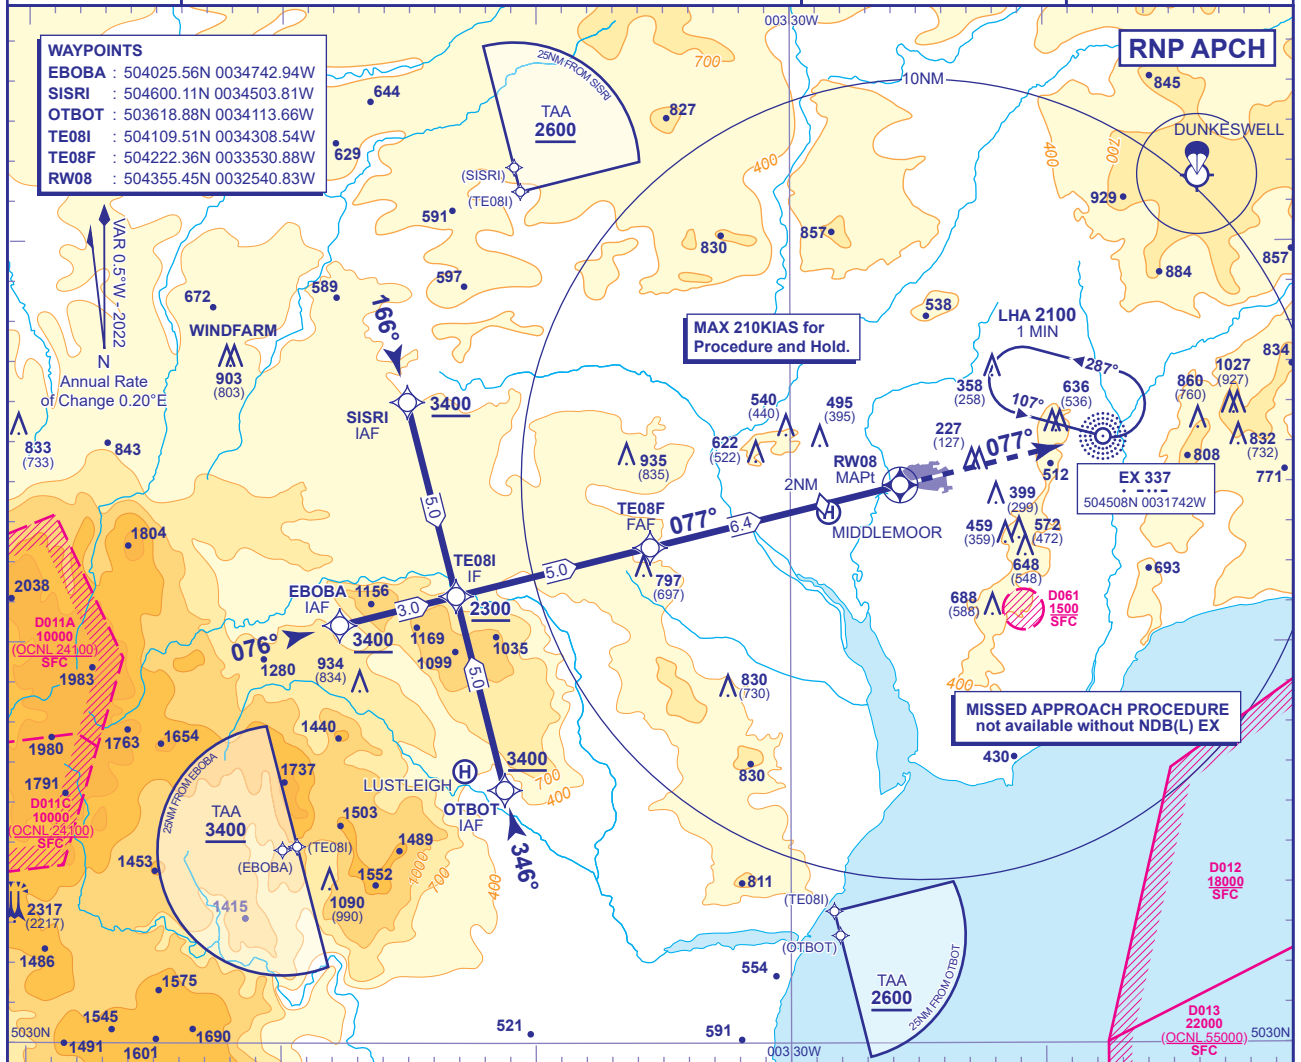 WAYPOINTS
EBOBA : 504025.56N 0034742.94W
SISRI : 504600.11N 0034503.81W
OTBOT : 503618.88N 0034113.66W
TE08I : 504109.51N 0034308.54W
TE08F : 504222.36N 0033530.88W
RW08 : 504355.45N 0032540.83W
003 30W
RNP APCH
700
10NM
25NM FROM SISRI
TAA
2600
(SISRI)
(TE08I)
644
629
827
400
845
DUNKESWELL
400
700
929
591
830
857
884
857
VAR 0.5°W - 2022
N
Annual Rate
of Change 0.20°E
672
589
597
538
WINDFARM
903
(803)
166°
MAX 210KIAS for
Procedure and Hold.
LHA 2100
1 MIN
287°
107°
358
(258)
636
(536)
860
(760)
1027
(927)
834
832
(732)
808
771
833
(733)
843
SISRI
IAF
3400
540
(440)
495
(395)
622
(522)
935
(835)
227
(127)
077°
RW08
MAPt
2NM
512
EX 337
504508N 0031742W
399
(299)
MIDDLEMOOR
459
(359)
572
(472)
648
(548)
693
688
(588)
D061
1500
SFC
5.0
TE08F
FAF
077°
6.4
797
(697)
TE08I
IF
5.0
2300
EBOBA
IAF
1156
3.0
3400
076°
1169
1099
1035
1280
934
(834)
5.0
1804
2038
D011A
10000
(OCNL 24100)
SFC
1983
1980
1763
1654
1440
1791
D011C
10000
(OCNL 24,100)
SFC
1737
3400
LUSTLEIGH
OTBOT
IAF
700
400
346°
830
(730)
830
400
MISSED APPROACH PROCEDURE
not available without NDB(L) EX
430
25NM FROM EBOBA
TAA
3400
(EBOBA)
(TE08I)
1503
1489
1552
1453
1415
1090
(990)
1000
700
400
2317
(2217)
1486
1575
1545
1491
1601
1690
5030N
811
(TE08I)
(OTBOT)
TAA
2600
25NM FROM OTBOT
554
521
591
003 30W
D012
18000
SFC
D013
22000
(OCNL 55000)
SFC
5030N